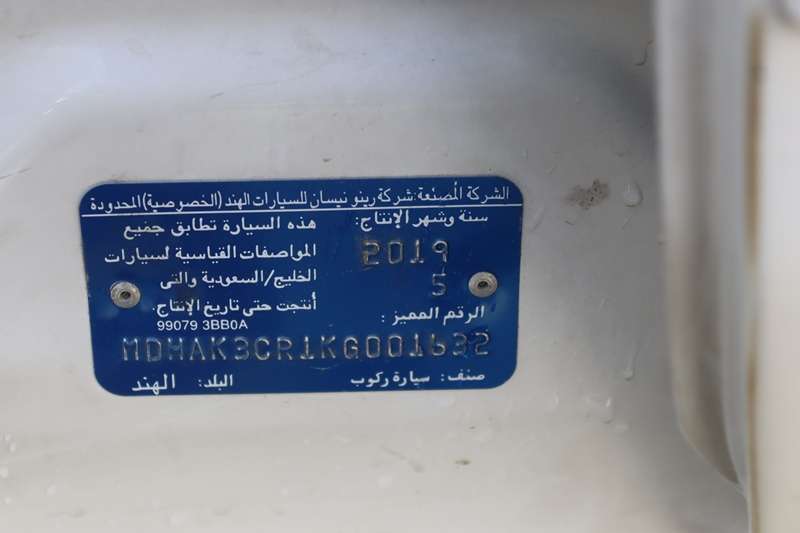 الشركة المصنعة: شركة رينو نيسان للسيارات الهند (الخصوصية) المحدودة
سنة وشهر الإنتاج:
2019
5
هذه السيارة تطابق جميع
المواصفات القياسية لسيارات
الخليج/السعودية والتى
أنتجت حتى تاريخ الإنتاج.
99079 3BB0A
الرقم المميز:
MDHAK3CR1KG001632
صنف: سيارة ركوب
البلد: الهند